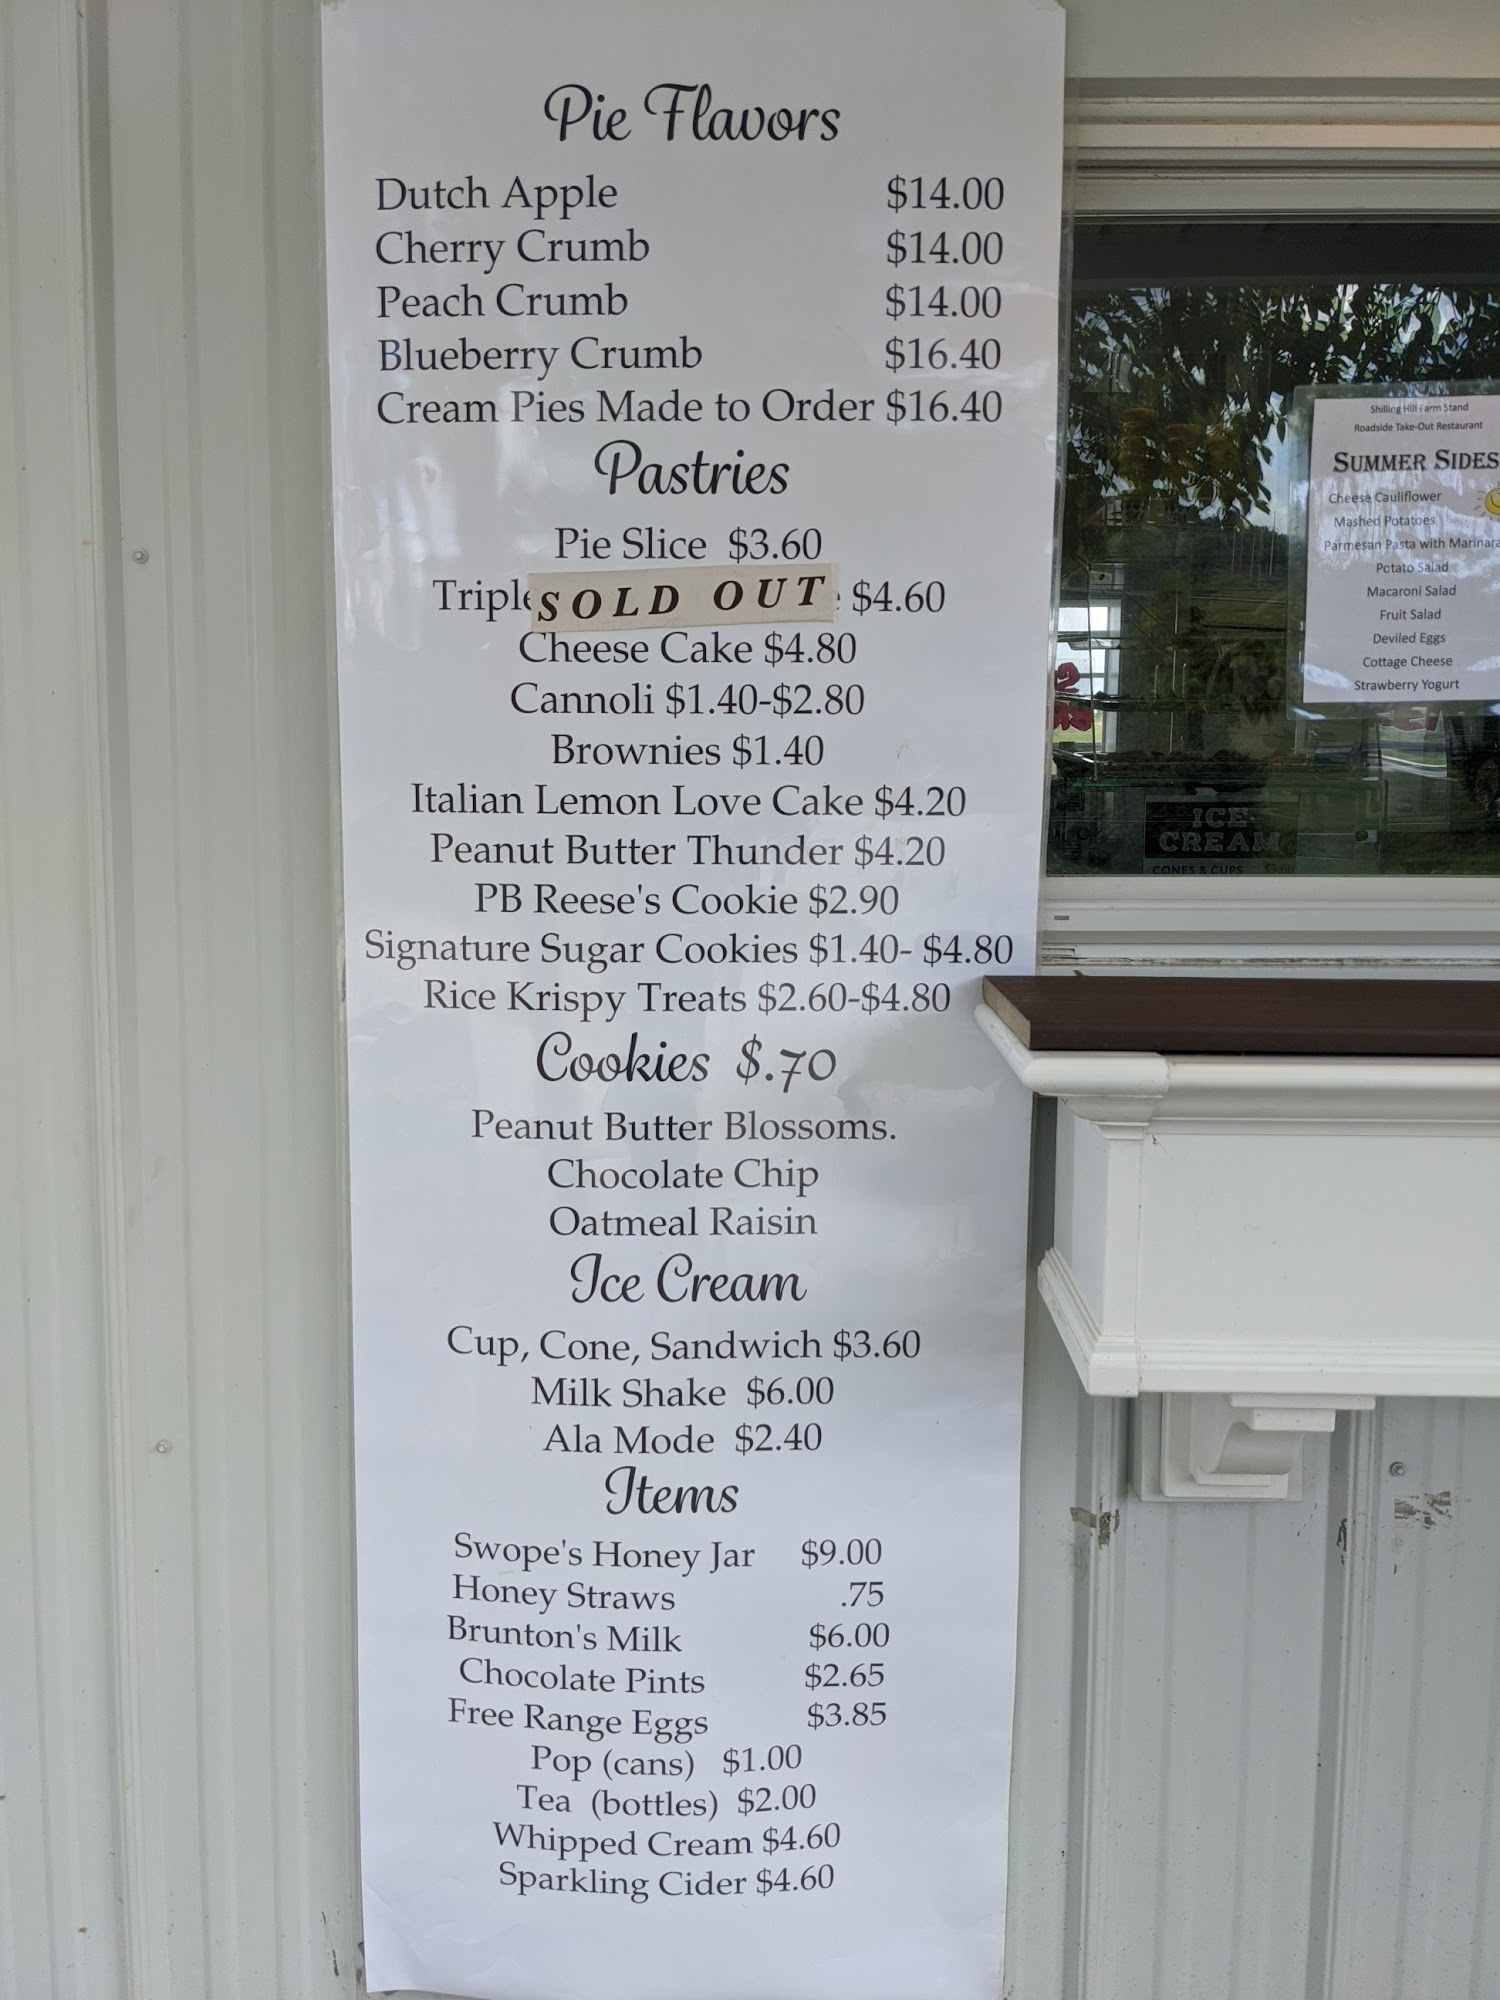 Pie Flavors
Dutch Apple $14.00
Cherry Crumb $14.00
Peach Crumb $14.00
Blueberry Crumb $16.40
Cream Pies Made to Order $16.40
Pastries
Pie Slice $3.60
SOLD OUT $4.60
Cheese Cake $4.80
Cannoli $1.40-$2.80
Brownies $1.40
Italian Lemon Love Cake $4.20
Peanut Butter Thunder $4.20
PB Reese's Cookie $2.90
Signature Sugar Cookies $1.40- $4.80
Rice Krispy Treats $2.60-$4.80
Cookies $.70
Peanut Butter Blossoms.
Chocolate Chip
Oatmeal Raisin
Ice Cream
Cup, Cone, Sandwich $3.60
Milk Shake $6.00
Ala Mode $2.40
Items
Swope's Honey Jar $9.00
Honey Straws .75
Brunton's Milk $6.00
Chocolate Pints $2.65
Free Range Eggs $3.85
Pop (cans) $1.00
Tea (bottles) $2.00
Whipped Cream $4.60
Sparkling Cider $4.60
Shilling Hill Farm Stand
Roadside Take-Out Restaurant
SUMMER SIDES
Cheese Cauliflower
Mashed Potatoes
Parmesan Pasta with Marinara
Potato Salad
Macaroni Salad
Fruit Salad
Deviled Eggs
Cottage Cheese
Strawberry Yogurt
ICE
CREAM
CONES & CUPS